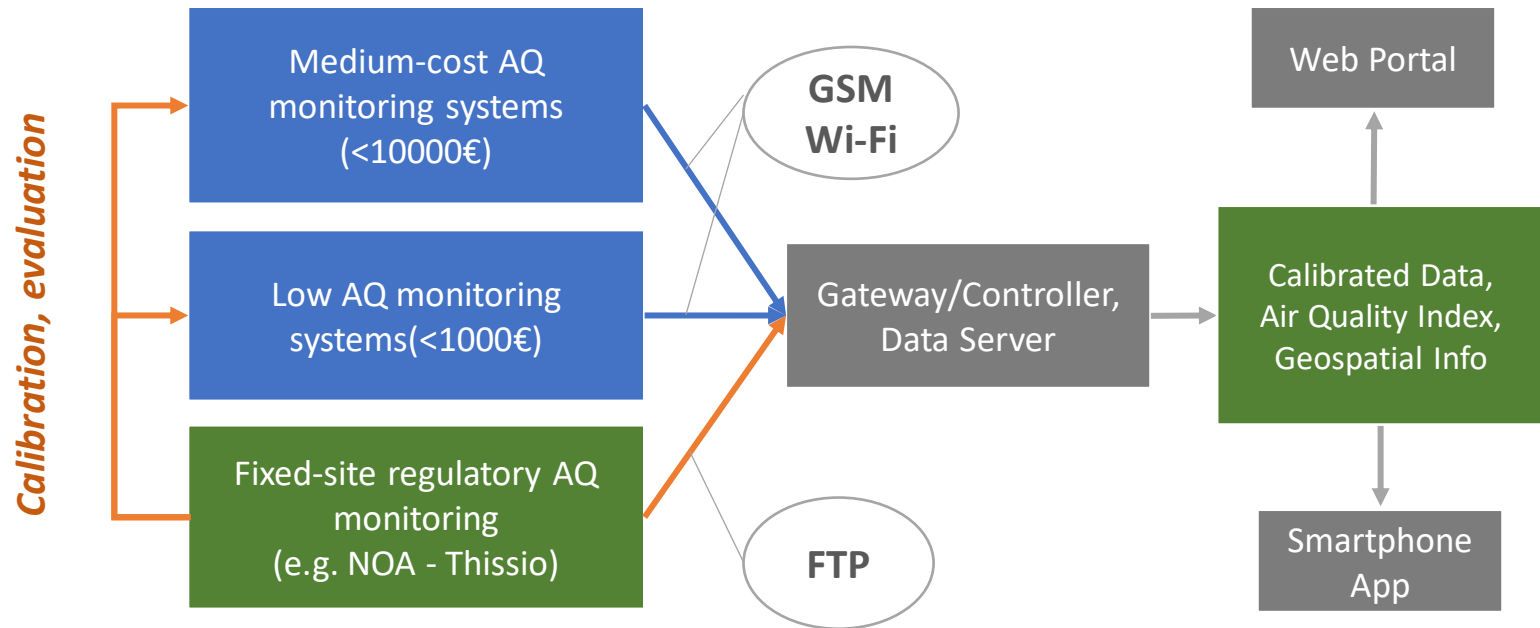 Calibration, evaluation
Medium-cost AQ
monitoring systems
(<10000€)
Low AQ monitoring
systems(<1000€)
Fixed-site regulatory AQ
monitoring
(e.g. NOA - Thissio)
GSM
Wi-Fi
FTP
Gateway/Controller,
Data Server
Web Portal
Calibrated Data,
Air Quality Index,
Geospatial Info
Smartphone
App